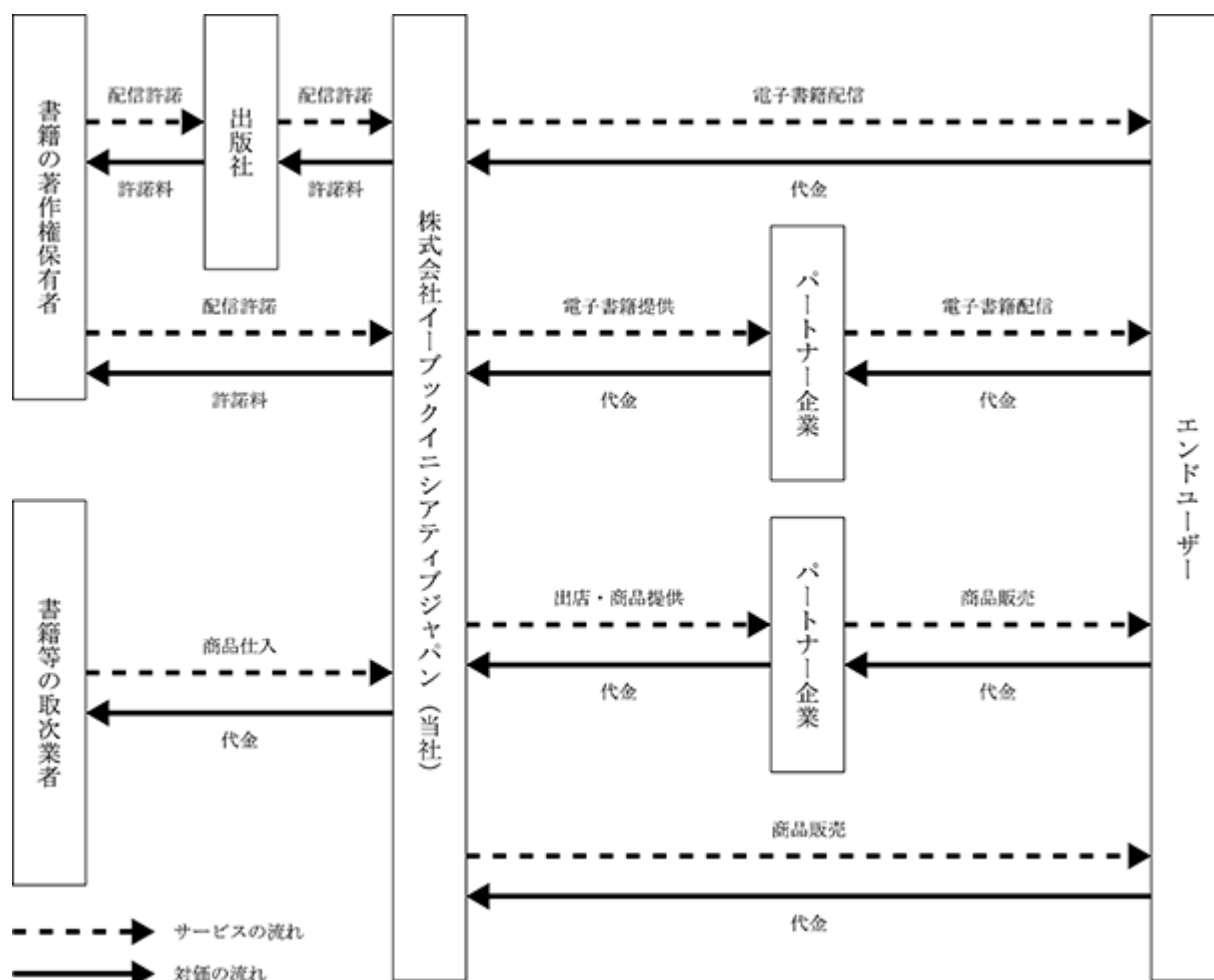 書籍の著作権保有者
配信許諾
許諾料
出版社
配信許諾
許諾料
配信許諾
許諾料
書籍等の取次業者
商品仕入
代金
株式会社イーブックイニシアティブジャパン（当社）
電子書籍配信
代金
電子書籍提供
代金
パートナー企業
電子書籍配信
代金
出店・商品提供
代金
パートナー企業
商品販売
代金
商品販売
代金
エンドユーザー
サービスの流れ
対価の流れ